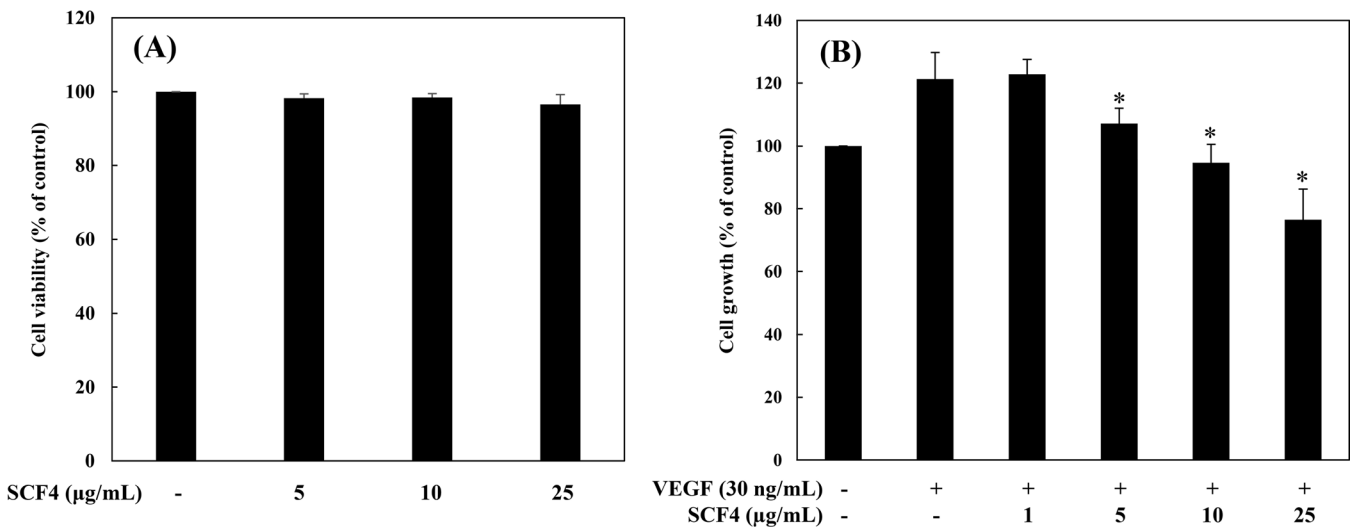 (A)
Cell viability (% of control)
120
100
80
60
40
20
0
SCF4 (μg/mL) - 5 10 25
(B)
Cell growth (% of control)
140
120
100
80
60
40
20
0
*
*
*
VEGF (30 ng/mL) - + + + + +
SCF4 (μg/mL) - 1 5 10 25